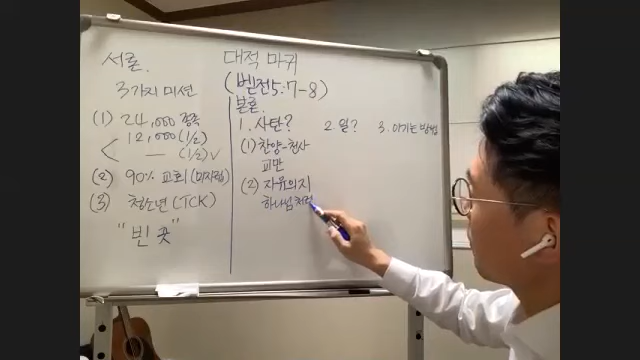 서론.
3가지 미션
(1) 24,000 종족
< 12,000 (1/2)
— (1/2) ✓
(2) 90% 교회 (미자립)
(3) 청소년 (TCK)
"빈 곳"
대적 마귀
(벧전5:7-8)
본론.
1. 사탄?
(1) 찬양-천사
교만
(2) 자유의지
하나님처럼
2. 일?
3. 이기는 방법